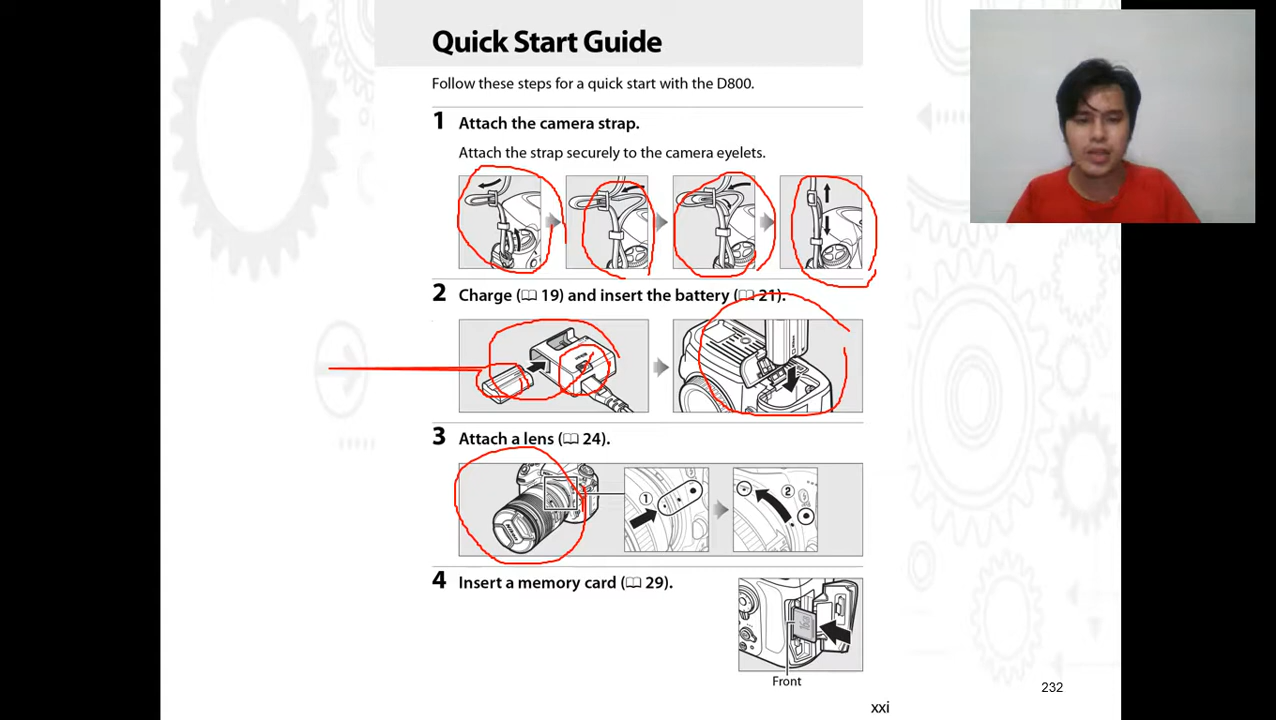 Quick Start Guide
Follow these steps for a quick start with the D800.
1 Attach the camera strap.
Attach the strap securely to the camera eyelets.
2 Charge (19) and insert the battery (21).
3 Attach a lens (24).
1
2
4 Insert a memory card (29).
Front
232
xxi